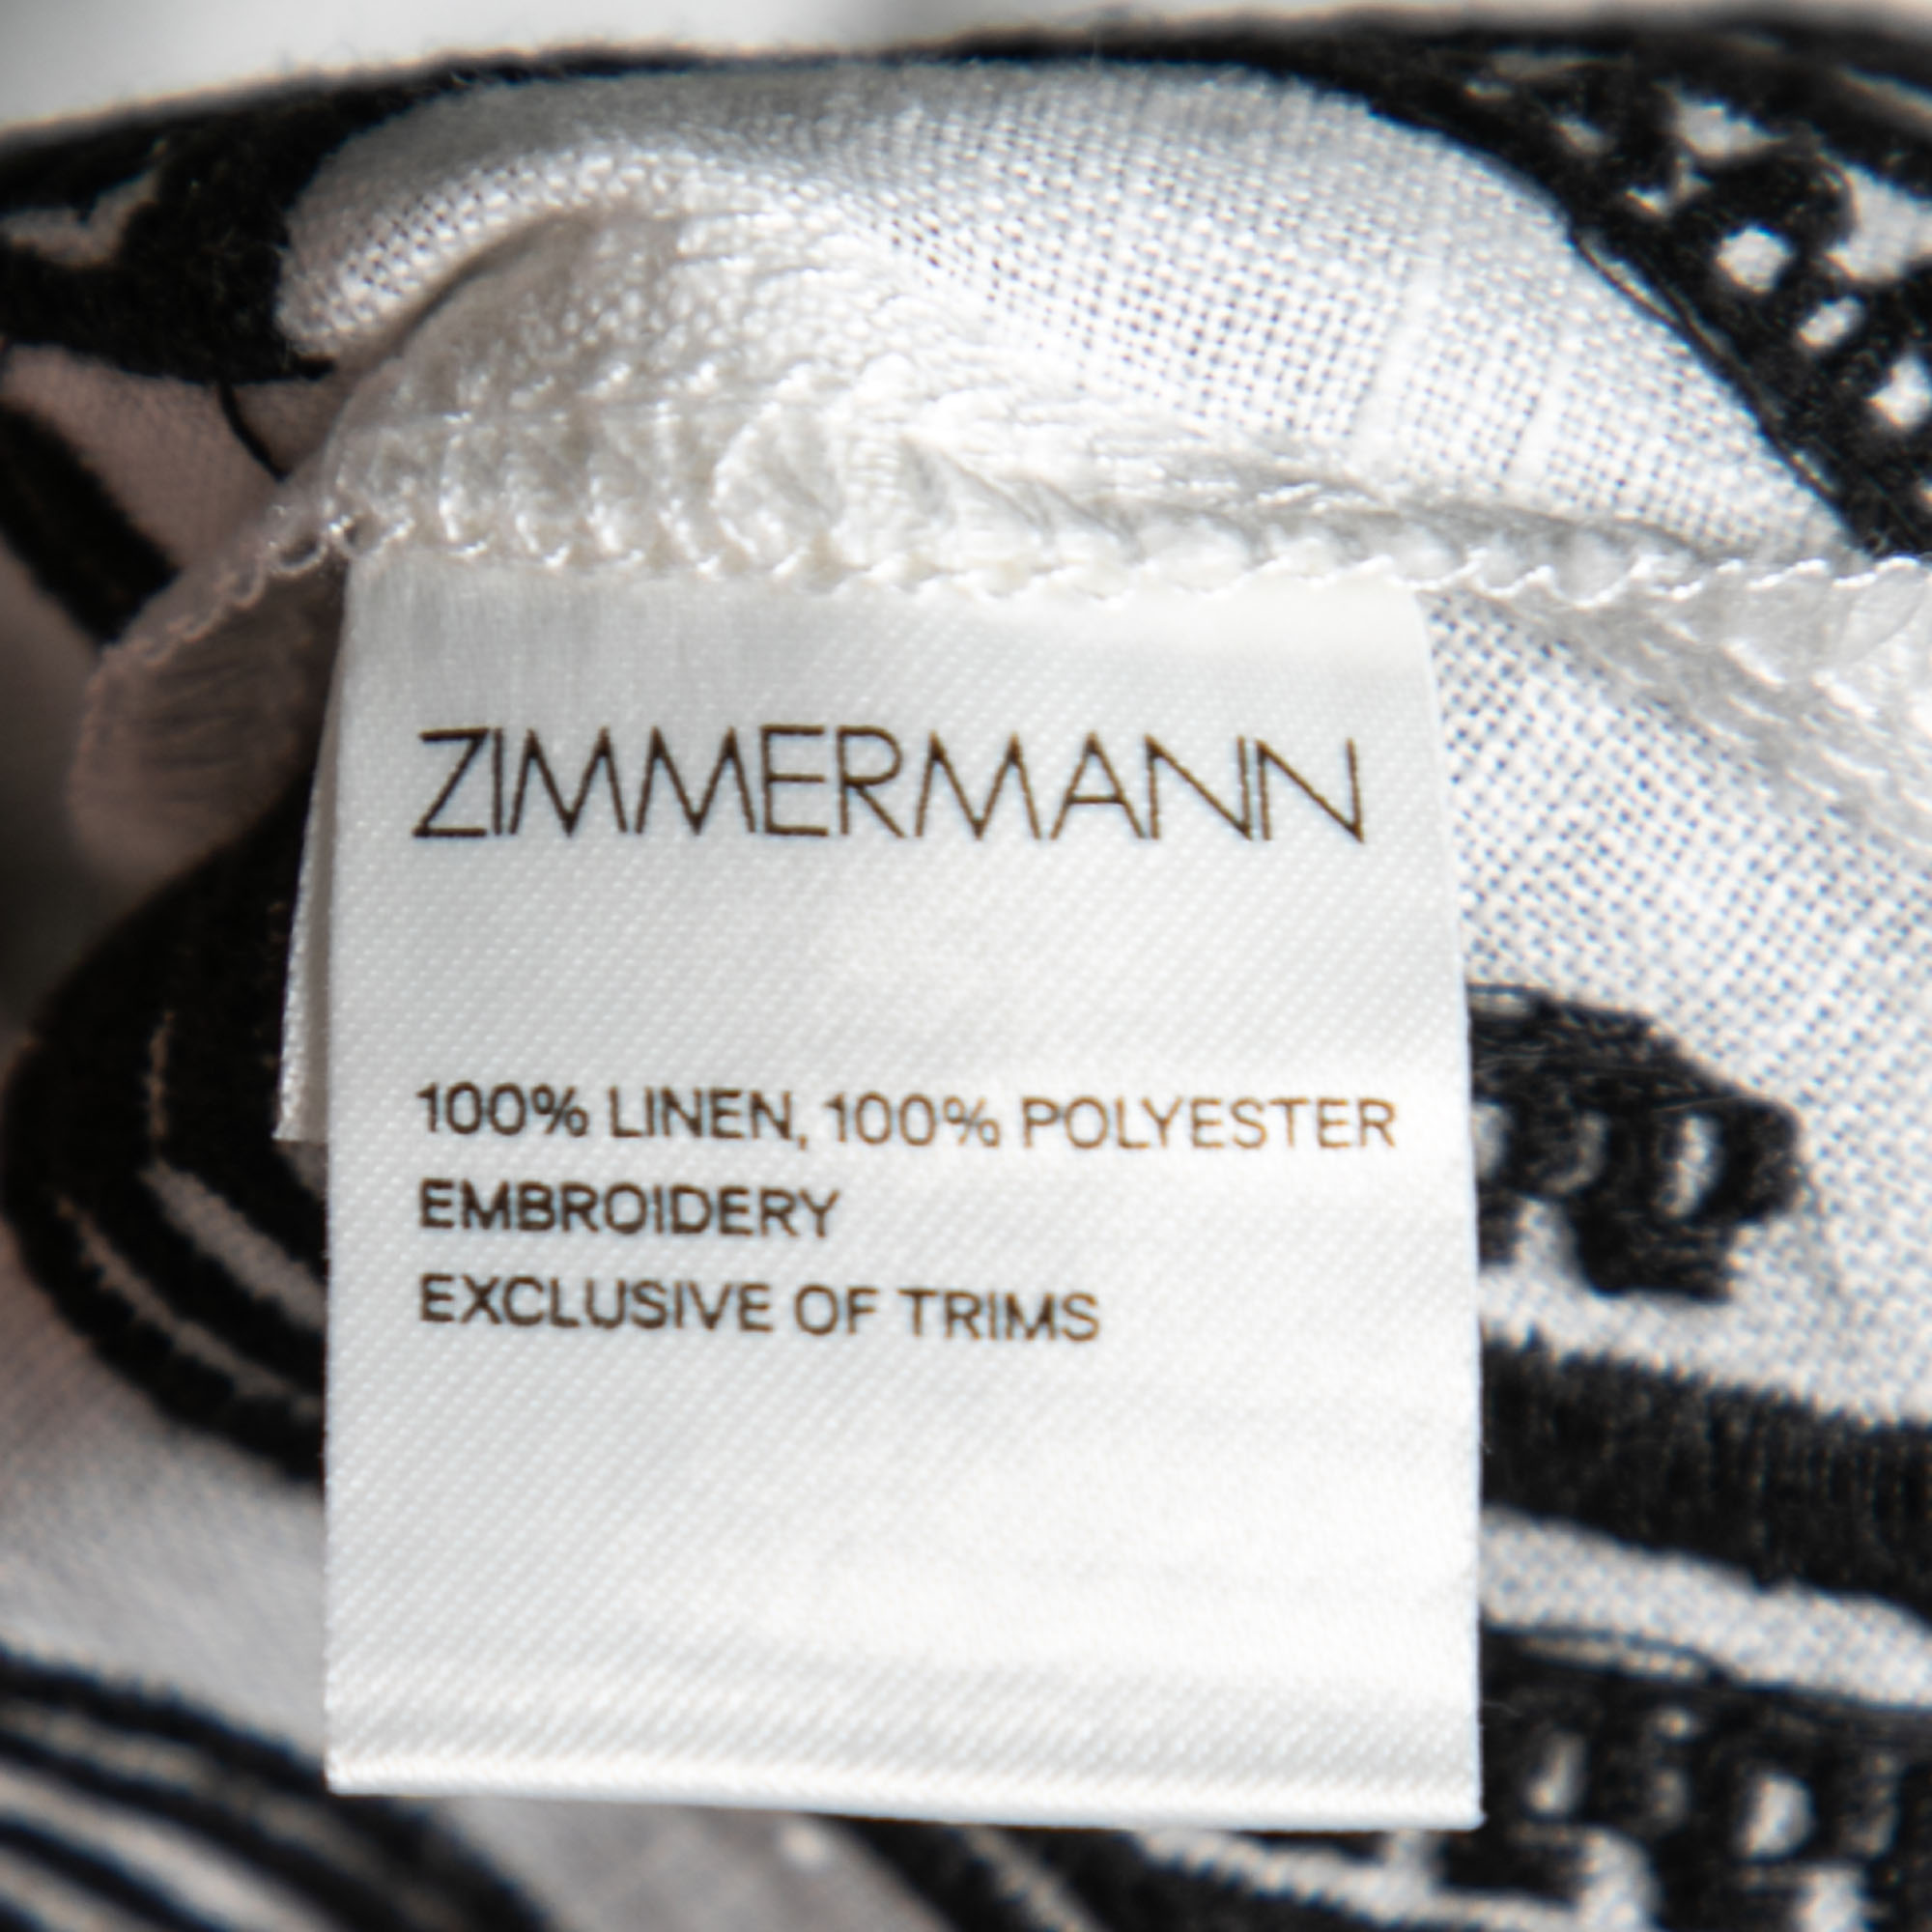 ZIMMERMANN
100% LINEN, 100% POLYESTER
EMBROIDERY
EXCLUSIVE OF TRIMS